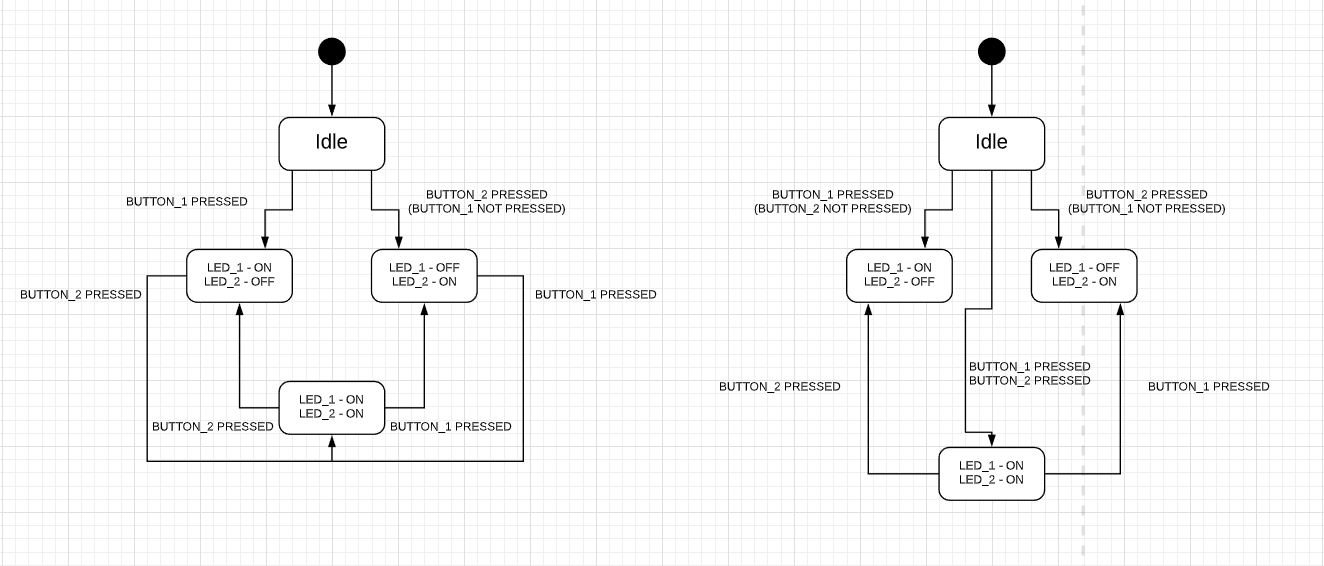 Idle
BUTTON_1 PRESSED
BUTTON_2 PRESSED
(BUTTON_1 NOT PRESSED)
LED_1 - ON
LED_2 - OFF
LED_1 - OFF
LED_2 - ON
BUTTON_2 PRESSED
BUTTON_1 PRESSED
LED_1 - ON
LED_2 - ON
BUTTON_2 PRESSED
BUTTON_1 PRESSED
Idle
BUTTON_1 PRESSED
(BUTTON_2 NOT PRESSED)
BUTTON_2 PRESSED
(BUTTON_1 NOT PRESSED)
LED_1 - ON
LED_2 - OFF
LED_1 - OFF
LED_2 - ON
BUTTON_1 PRESSED
BUTTON_2 PRESSED
BUTTON_2 PRESSED
BUTTON_1 PRESSED
LED_1 - ON
LED_2 - ON